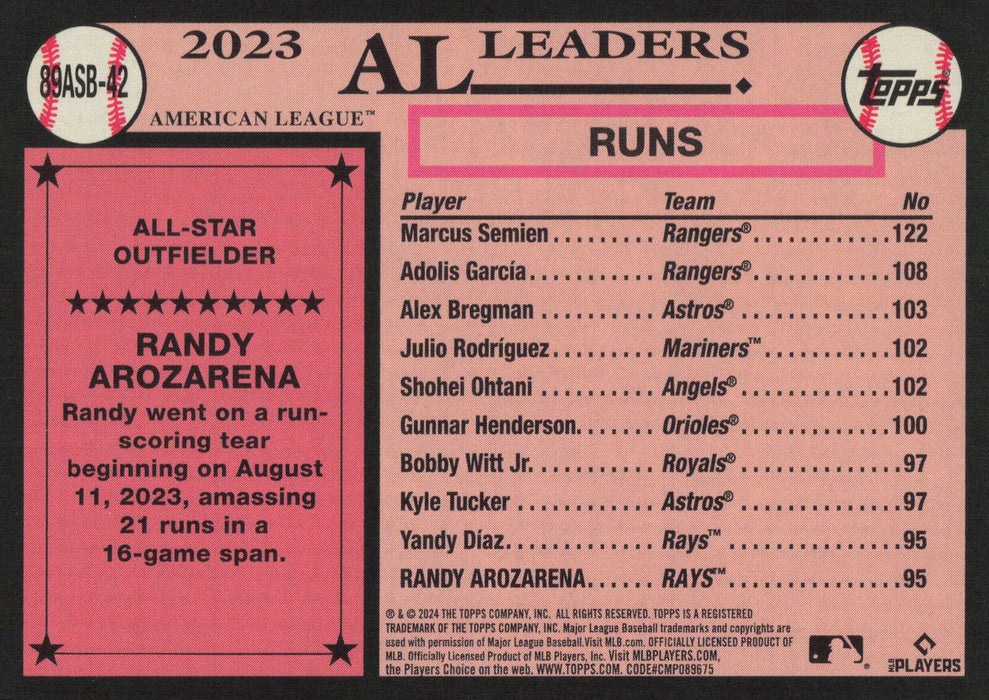 89ASB-42
2023 AL LEADERS
AMERICAN LEAGUE™
Topps®
RUNS
ALL-STAR
OUTFIELDER
RANDY
AROZARENA
Randy went on a run-
scoring tear
beginning on August
11, 2023, amassing
21 runs in a
16-game span.
Player Team No
Marcus Semien.......... Rangers®.............122
Adolis García............ Rangers®.............108
Alex Bregman ........... Astros® ..............103
Julio Rodríguez.......... Mariners™............102
Shohei Ohtani ........... Angels® ..............102
Gunnar Henderson........ Orioles®..............100
Bobby Witt Jr............ Royals® ..............97
Kyle Tucker ............. Astros® ..............97
Yandy Díaz.............. Rays™ ...............95
RANDY AROZARENA...... RAYS™...............95
® & © 2024 THE TOPPS COMPANY, INC. ALL RIGHTS RESERVED. TOPPS IS A REGISTERED
TRADEMARK OF THE TOPPS COMPANY, INC. Major League Baseball trademarks and copyrights are
used with permission of Major League Baseball.Visit MLB.com. OFFICIALLY LICENSED PRODUCT OF
MLB. Officially Licensed Product of MLB Players, Inc. Visit MLBPLAYERS.COM,
the Players Choice on the web. WWW.TOPPS.COM. CODE#CMP089675
MLB PLAYERS